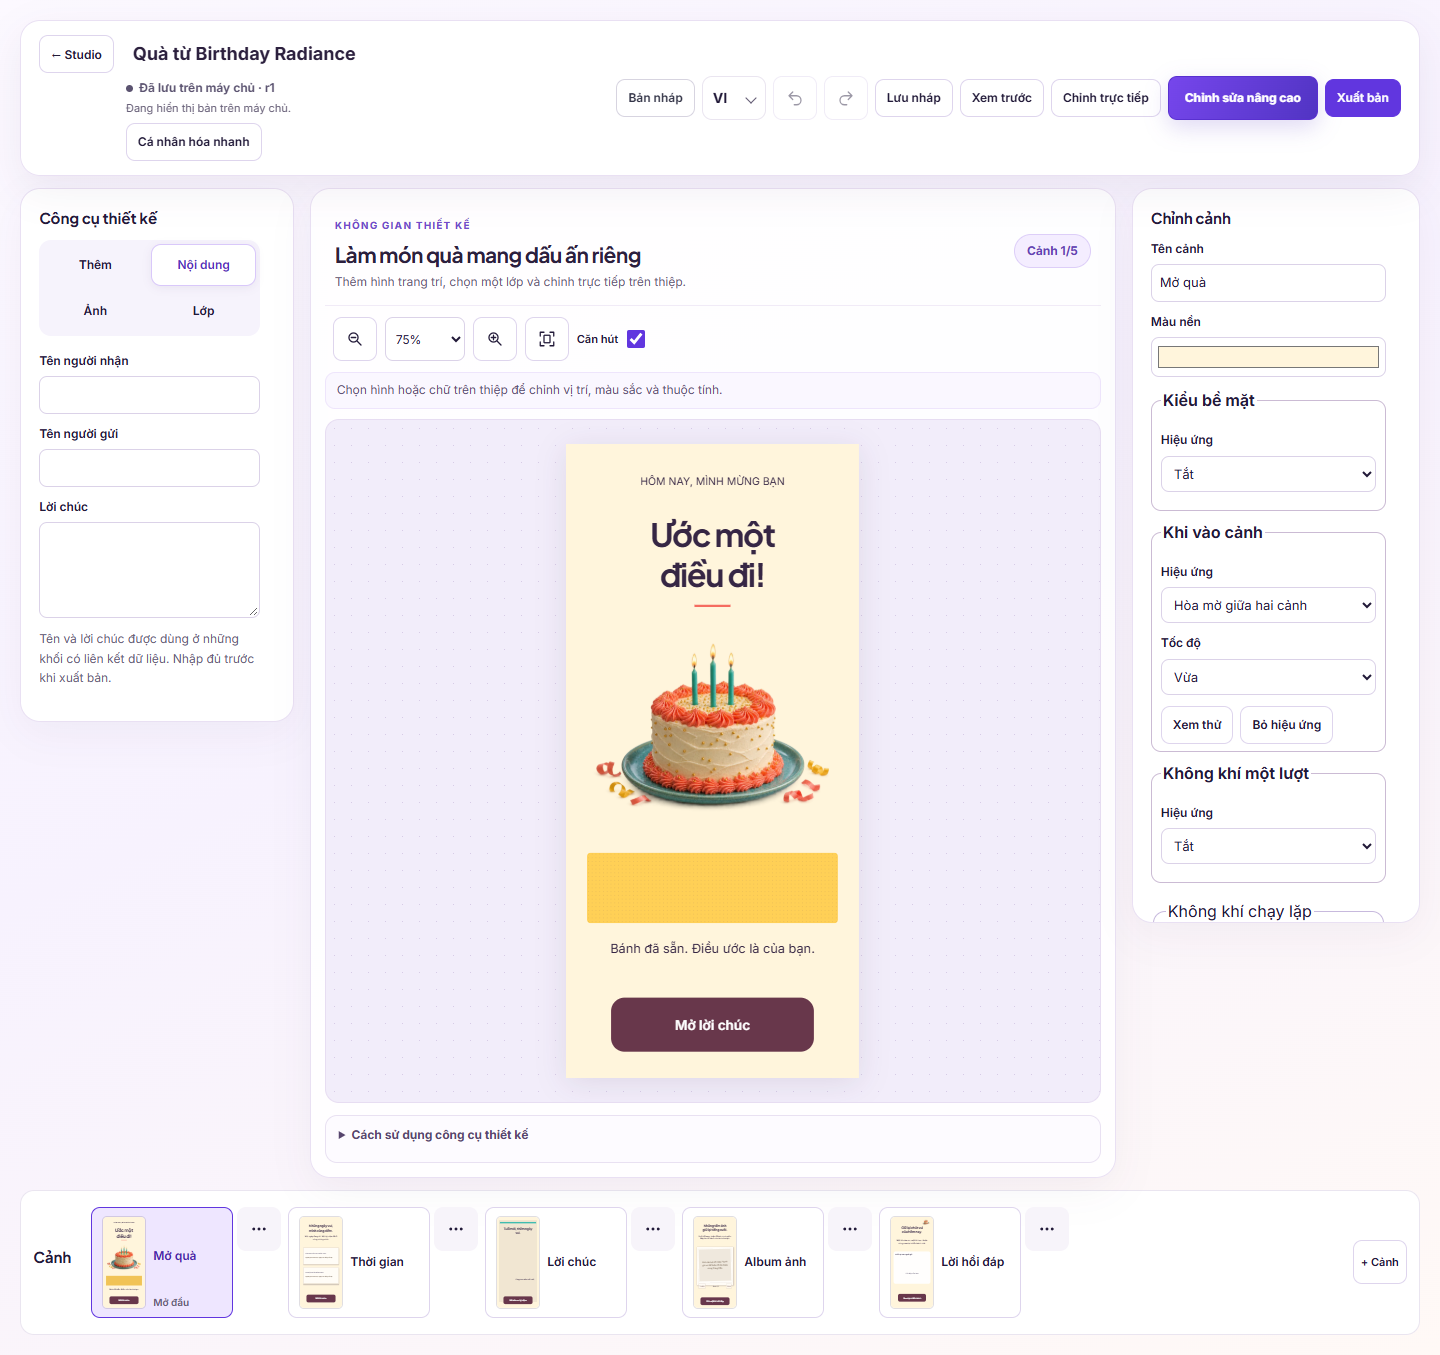 ← Studio
Quà từ Birthday Radiance
Đã lưu trên máy chủ · r1
Đang hiển thị bản trên máy chủ.
Cá nhân hóa nhanh
Bản nháp
VI
Lưu nháp
Xem trước
Chỉnh trực tiếp
Chỉnh sửa nâng cao
Xuất bản
Công cụ thiết kế
Thêm
Nội dung
Ảnh
Lớp
Tên người nhận
Tên người gửi
Lời chúc
Tên và lời chúc được dùng ở những
khối có liên kết dữ liệu. Nhập đủ trước
khi xuất bản.
KHÔNG GIAN THIẾT KẾ
Làm món quà mang dấu ấn riêng
Thêm hình trang trí, chọn một lớp và chỉnh trực tiếp trên thiệp.
Cảnh 1/5
75%
Căn hút
Chọn hình hoặc chữ trên thiệp để chỉnh vị trí, màu sắc và thuộc tính.
HÔM NAY, MÌNH MỪNG BẠN
Ước một
điều đi!
Bánh đã sẵn. Điều ước là của bạn.
Mở lời chúc
Cách sử dụng công cụ thiết kế
Chỉnh cảnh
Tên cảnh
Mở quà
Màu nền
Kiểu bề mặt
Hiệu ứng
Tắt
Khi vào cảnh
Hiệu ứng
Hòa mờ giữa hai cảnh
Tốc độ
Vừa
Xem thử
Bỏ hiệu ứng
Không khí một lượt
Hiệu ứng
Tắt
Không khí chạy lặp
Cảnh
Ước một
điều đi!
Mở quà
Mở đầu
Thời gian
Lời chúc
Album ảnh
Lời hồi đáp
+ Cảnh